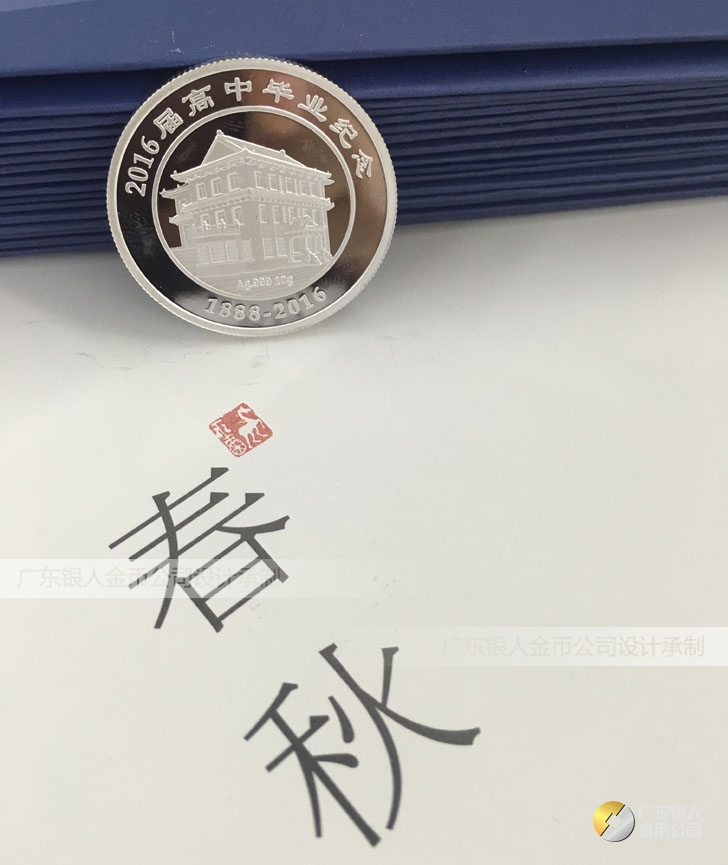 2016届高中毕业纪念
Ag.999 10g
1888-2016
春
广东银人金币公司设计承制
广东银人金币公司设计承制
秋
广东银人
金币公司